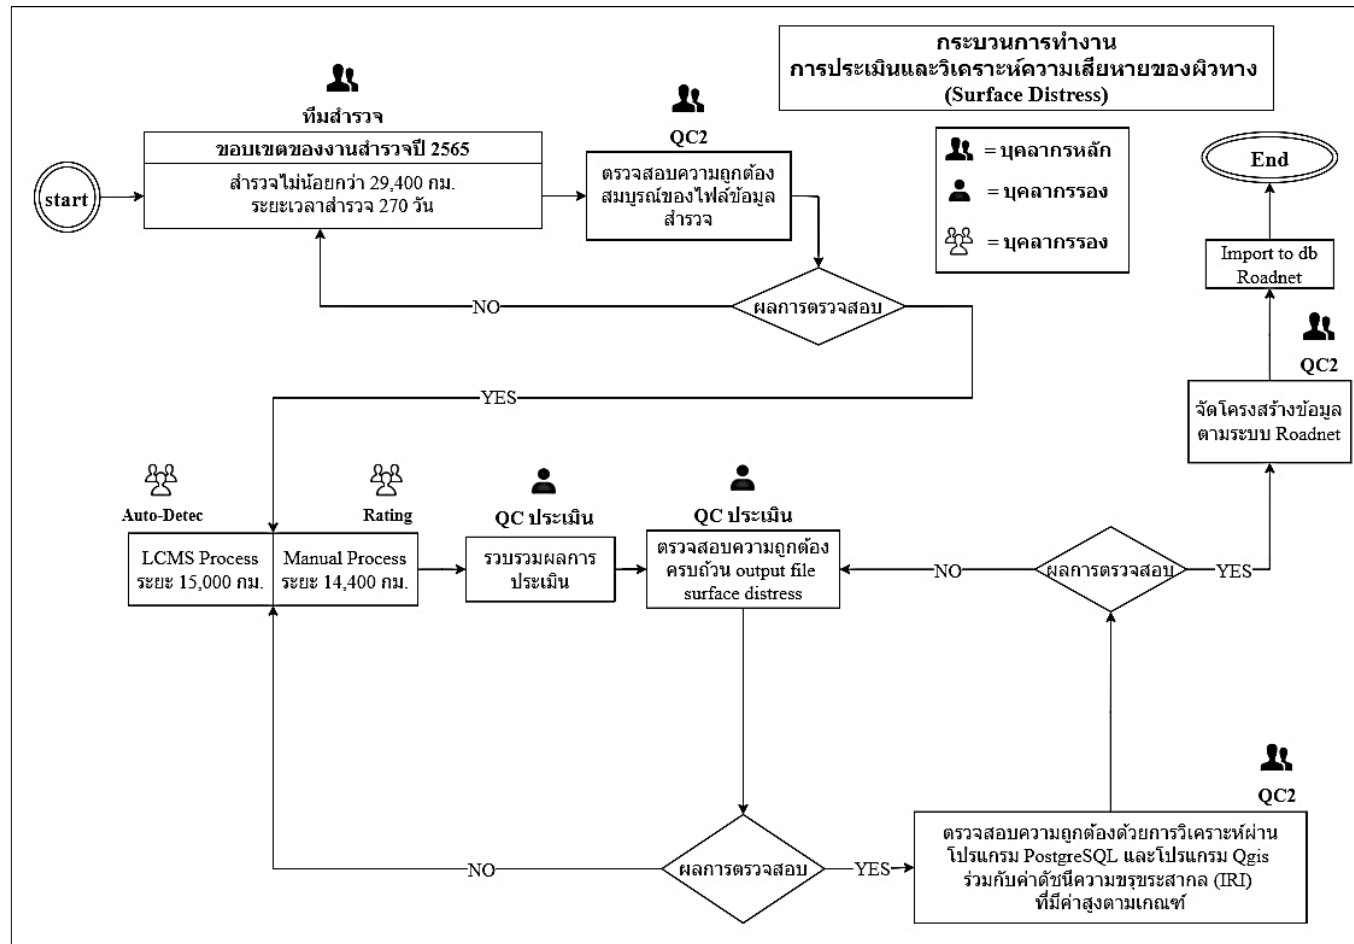 กระบวนการทำงาน
การประเมินและวิเคราะห์ความเสียหายของผิวทาง
(Surface Distress)
ทีมสำรวจ
ขอบเขตของงานสำรวจปี 2565
สำรวจไม่น้อยกว่า 29,400 กม.
ระยะเวลาสำรวจ 270 วัน
start
QC2
ตรวจสอบความถูกต้อง
สมบูรณ์ของไฟล์ข้อมูล
สำรวจ
= บุคลากรหลัก
= บุคลากรรอง
= บุคลากรรอง
End
Import to db
Roadnet
ผลการตรวจสอบ
NO
YES
QC2
จัดโครงสร้างข้อมูล
ตามระบบ Roadnet
Auto-Detec
LCMS Process
ระยะ 15,000 กม.
Rating
Manual Process
ระยะ 14,400 กม.
QC ประเมิน
รวบรวมผลการ
ประเมิน
QC ประเมิน
ตรวจสอบความถูกต้อง
ครบถ้วน output file
surface distress
NO
ผลการตรวจสอบ
YES
NO
ผลการตรวจสอบ
YES
QC2
ตรวจสอบความถูกต้องด้วยการวิเคราะห์ผ่าน
โปรแกรม PostgreSQL และโปรแกรม Qgis
ร่วมกับค่าดัชนีความขรุขระสากล (IRI)
ที่มีค่าสูงตามเกณฑ์